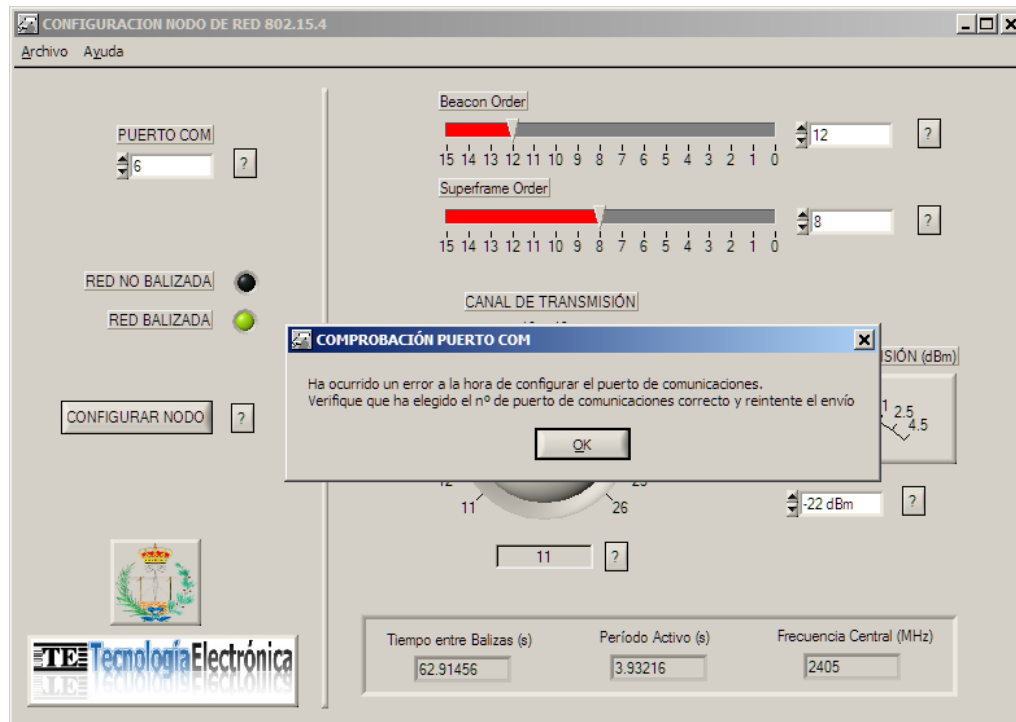 CONFIGURACION NODO DE RED 802.15.4
Archivo Ayuda
PUERTO COM
6
?
RED NO BALIZADA
RED BALIZADA
CONFIGURAR NODO
?
TE TecnologíaElectrónica
Beacon Order
15 14 13 12 11 10 9 8 7 6 5 4 3 2 1 0
12
?
Superframe Order
15 14 13 12 11 10 9 8 7 6 5 4 3 2 1 0
8
?
CANAL DE TRANSMISIÓN
ISIÓN (dBm)
COMPROBACIÓN PUERTO COM
Ha ocurrido un error a la hora de configurar el puerto de comunicaciones.
Verifique que ha elegido el nº de puerto de comunicaciones correcto y reintente el envío
OK
1 2.5
4.5
12
11
26
11
?
-22 dBm
?
Tiempo entre Balizas (s)
62.91456
Período Activo (s)
3.93216
Frecuencia Central (MHz)
2405